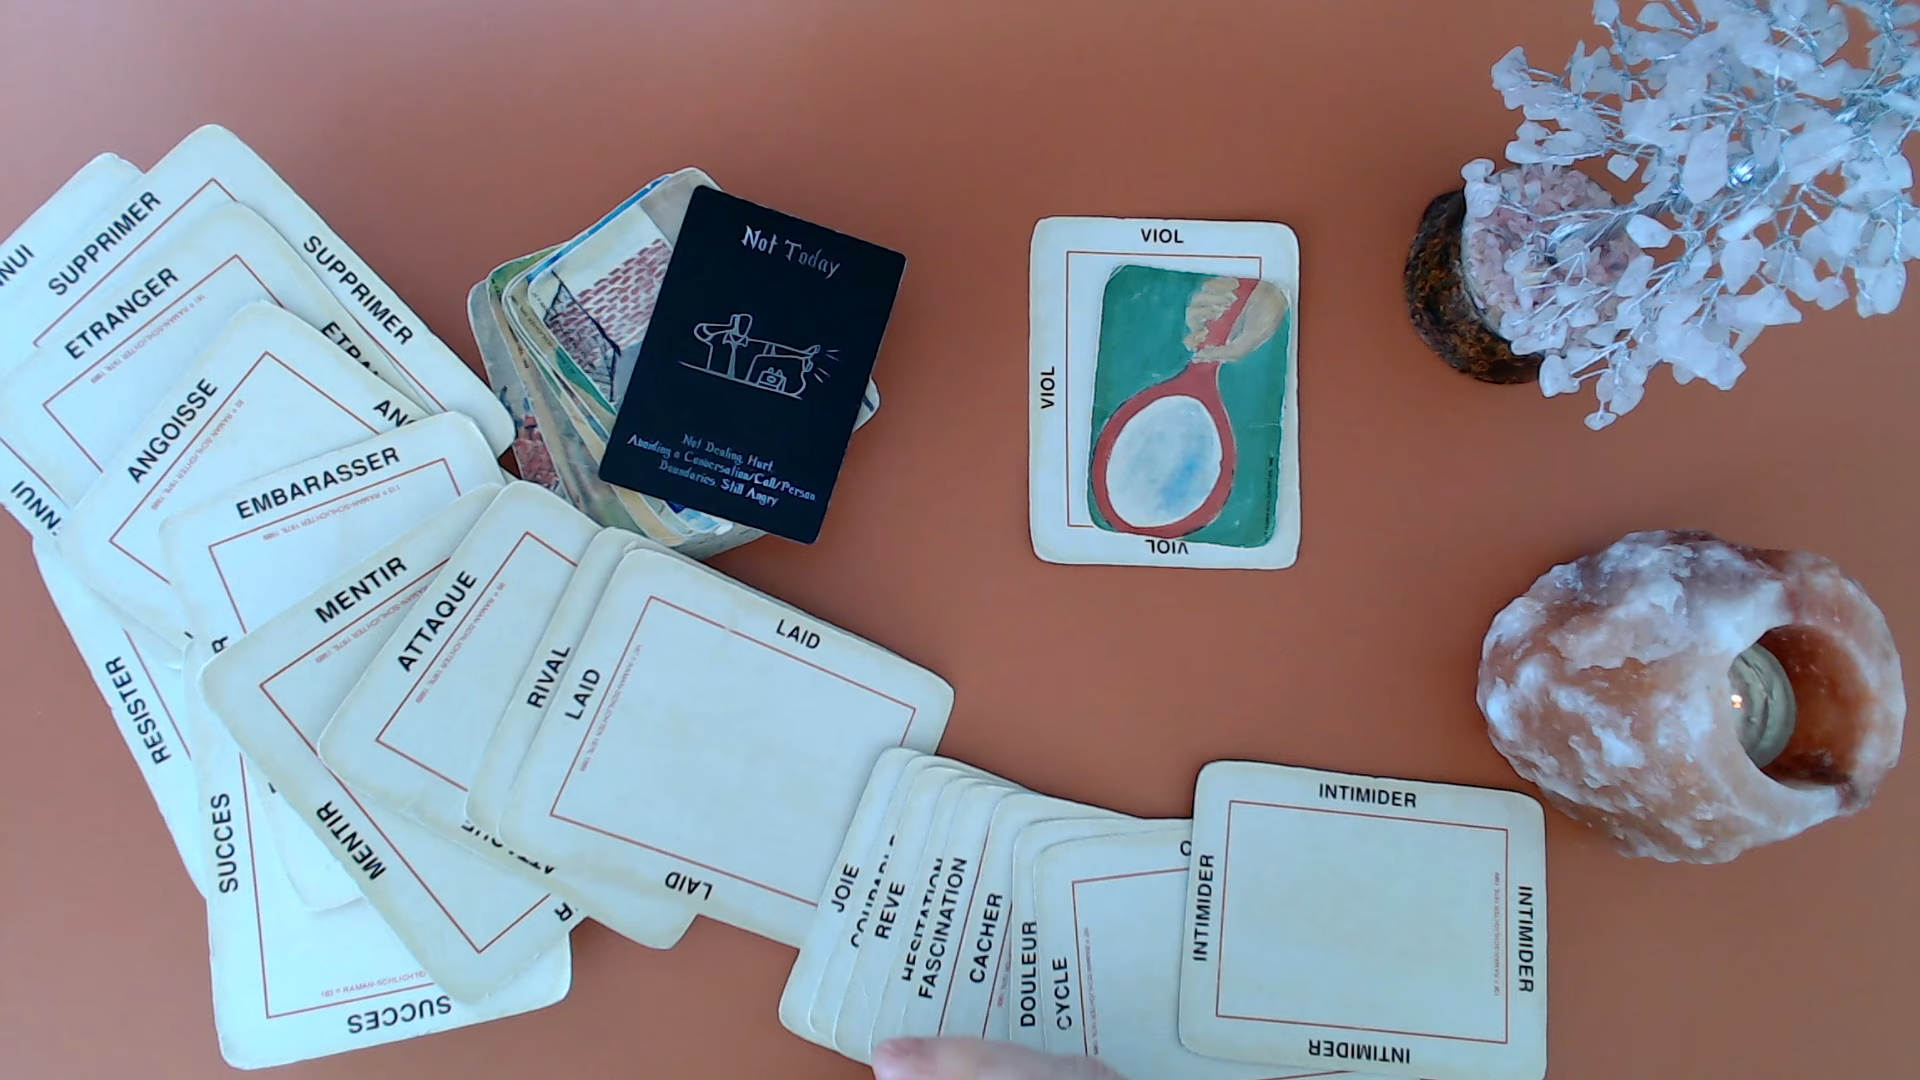 SUPPRIMER
SUPPRIMER
ETRANGER
ANGOISSE
EMBARASSER
MENTIR
MENTIR
ATTAQUE
RIVAL
LAID
LAID
LAID
RESISTER
SUCCES
SUCCES
Not Today
Not Dealing, Hurt,
Avoiding a Conversation/Call/Person
Boundaries, Still Angry
VIOL
VIOL
VIOL
JOIE
COUPABLE
REVE
HESITATION
FASCINATION
CACHER
DOULEUR
CYCLE
INTIMIDER
INTIMIDER
INTIMIDER
INTIMIDER